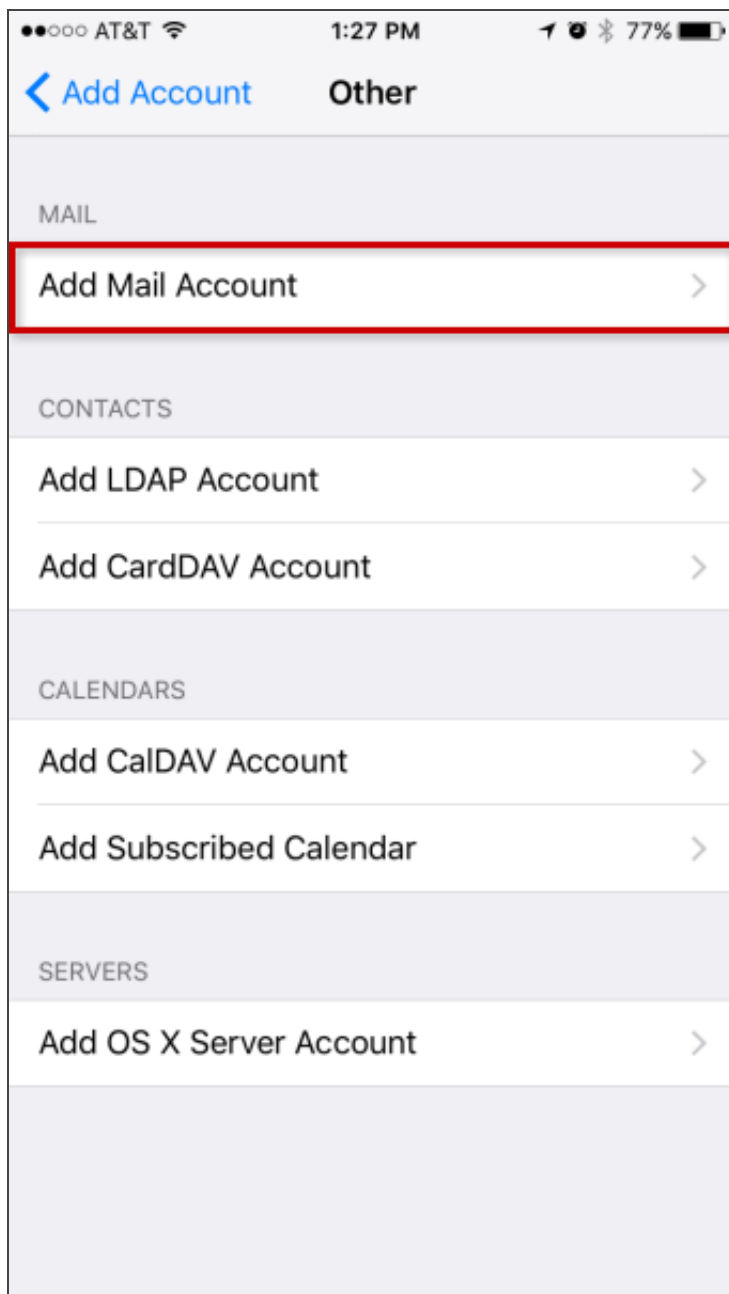 AT&T 1:27 PM 77%
Add Account Other
MAIL
Add Mail Account
CONTACTS
Add LDAP Account
Add CardDAV Account
CALENDARS
Add CalDAV Account
Add Subscribed Calendar
SERVERS
Add OS X Server Account